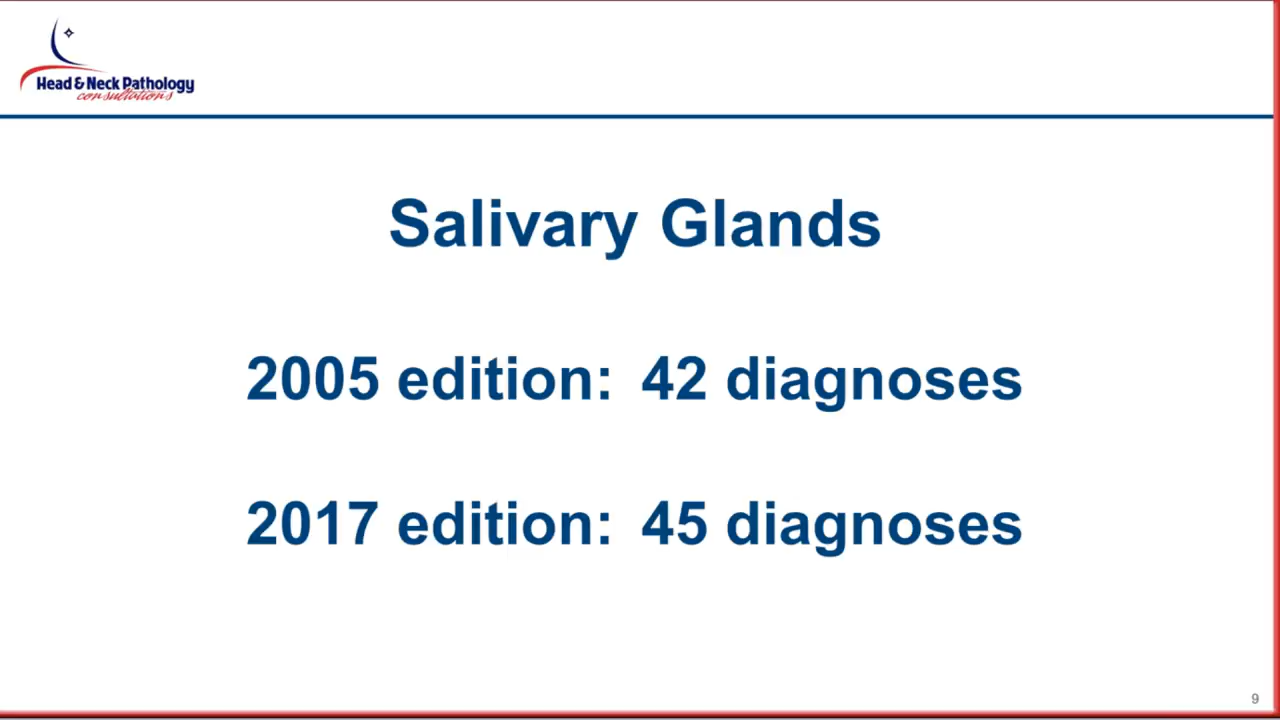 Head & Neck Pathology
consultations
Salivary Glands
2005 edition: 42 diagnoses
2017 edition: 45 diagnoses
9